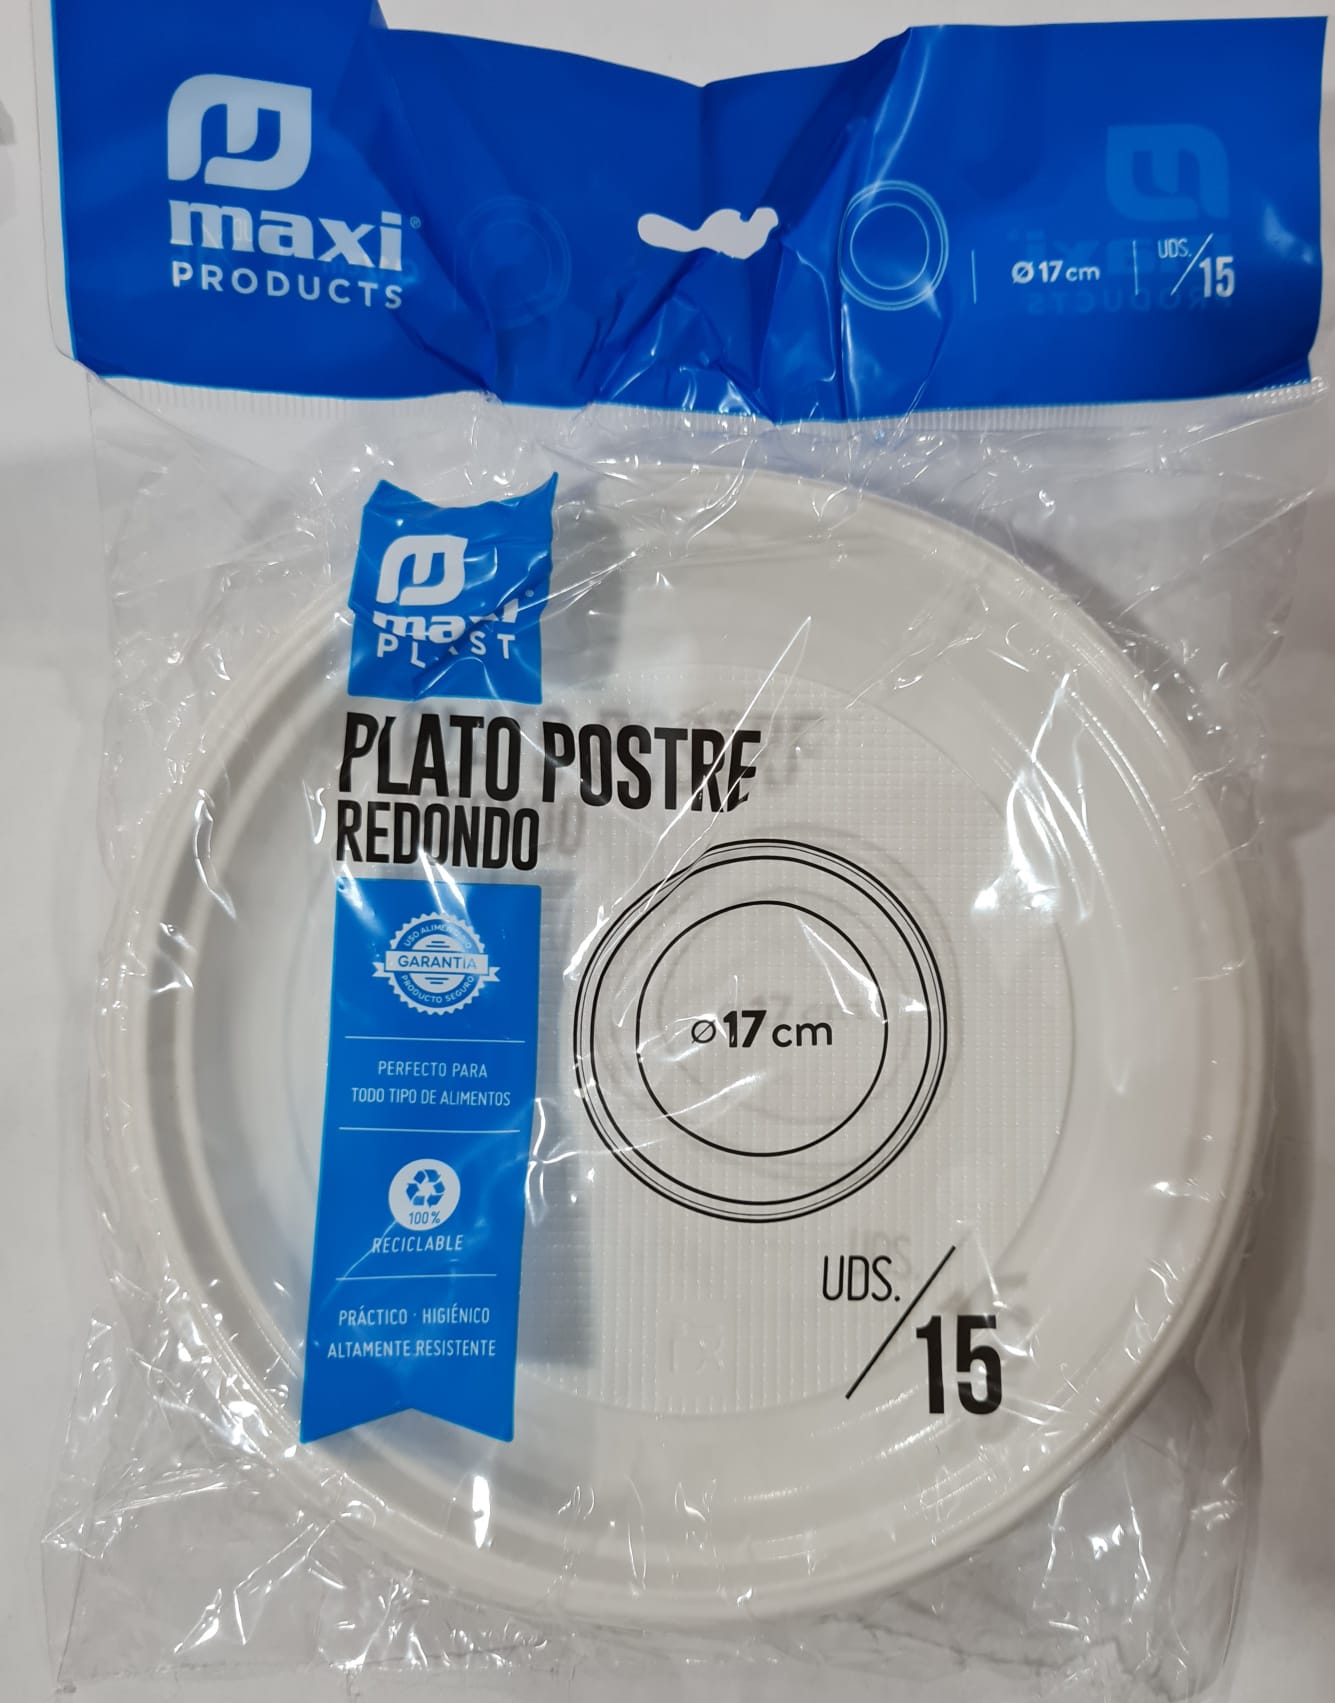 maxi®
PRODUCTS
Ø 17 cm
UDS./15
maxi®
PLAST
PLATO POSTRE
REDONDO
USO ALIMENTARIO
GARANTIA
PRODUCTO SEGURO
PERFECTO PARA
TODO TIPO DE ALIMENTOS
100%
RECICLABLE
PRÁCTICO · HIGIÉNICO
ALTAMENTE RESISTENTE
Ø 17 cm
UDS./15